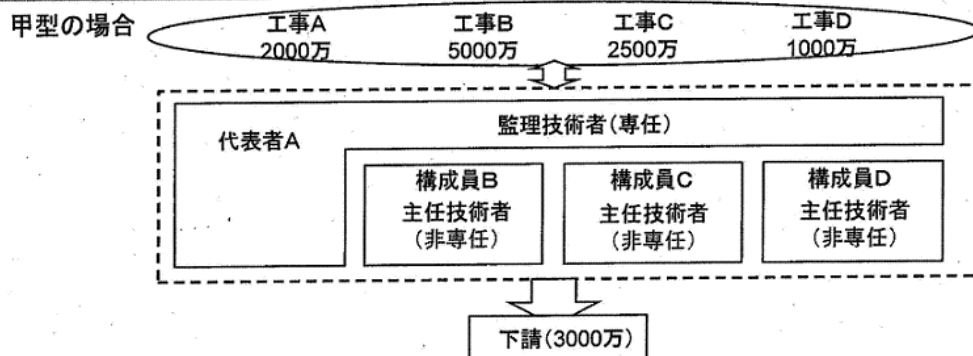 甲型の場合
工事A 工事B 工事C 工事D
2000万 5000万 2500万 1000万
代表者A
監理技術者(専任)
構成員B 構成員C 構成員D
主任技術者 主任技術者 主任技術者
(非専任) (非専任) (非専任)
下請(3000万)